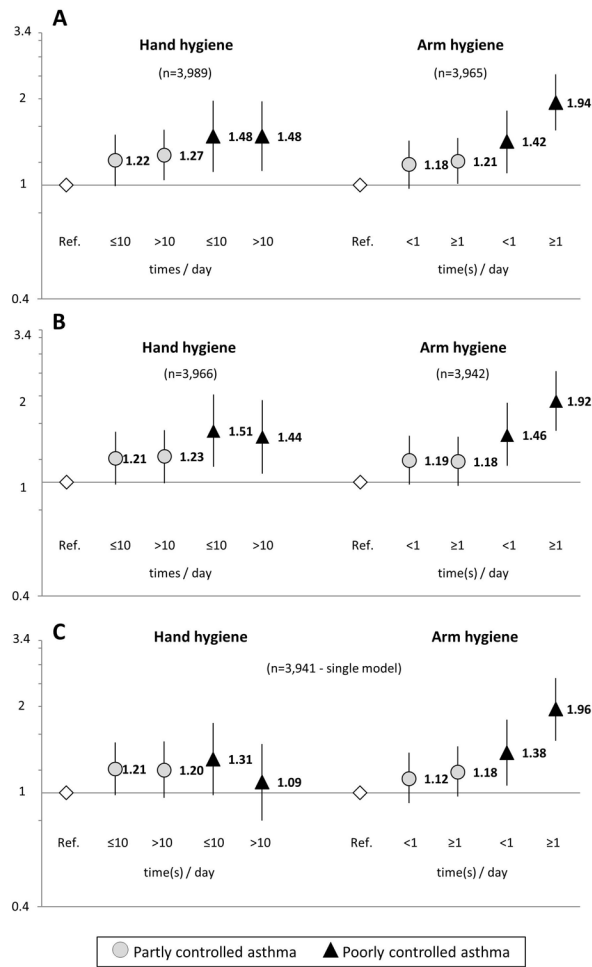 A
3.4
Hand hygiene Arm hygiene
(n=3,989) (n=3,965)
2
1.94
1.48 1.48
1.42
1.22 1.27 1.18 1.21
1
Ref. ≤10 >10 ≤10 >10 Ref. <1 ≥1 <1 ≥1
times / day time(s) / day
0.4
B
3.4
Hand hygiene Arm hygiene
(n=3,966) (n=3,942)
2
1.92
1.51 1.44 1.46
1.21 1.23 1.19 1.18
1
Ref. ≤10 >10 ≤10 >10 Ref. <1 ≥1 <1 ≥1
times / day time(s) / day
0.4
C
3.4
Hand hygiene Arm hygiene
(n=3,941 - single model)
2
1.96
1.31 1.38
1.21 1.20 1.09 1.12 1.18
1
Ref. ≤10 >10 ≤10 >10 Ref. <1 ≥1 <1 ≥1
time(s) / day time(s) / day
0.4
Partly controlled asthma Poorly controlled asthma